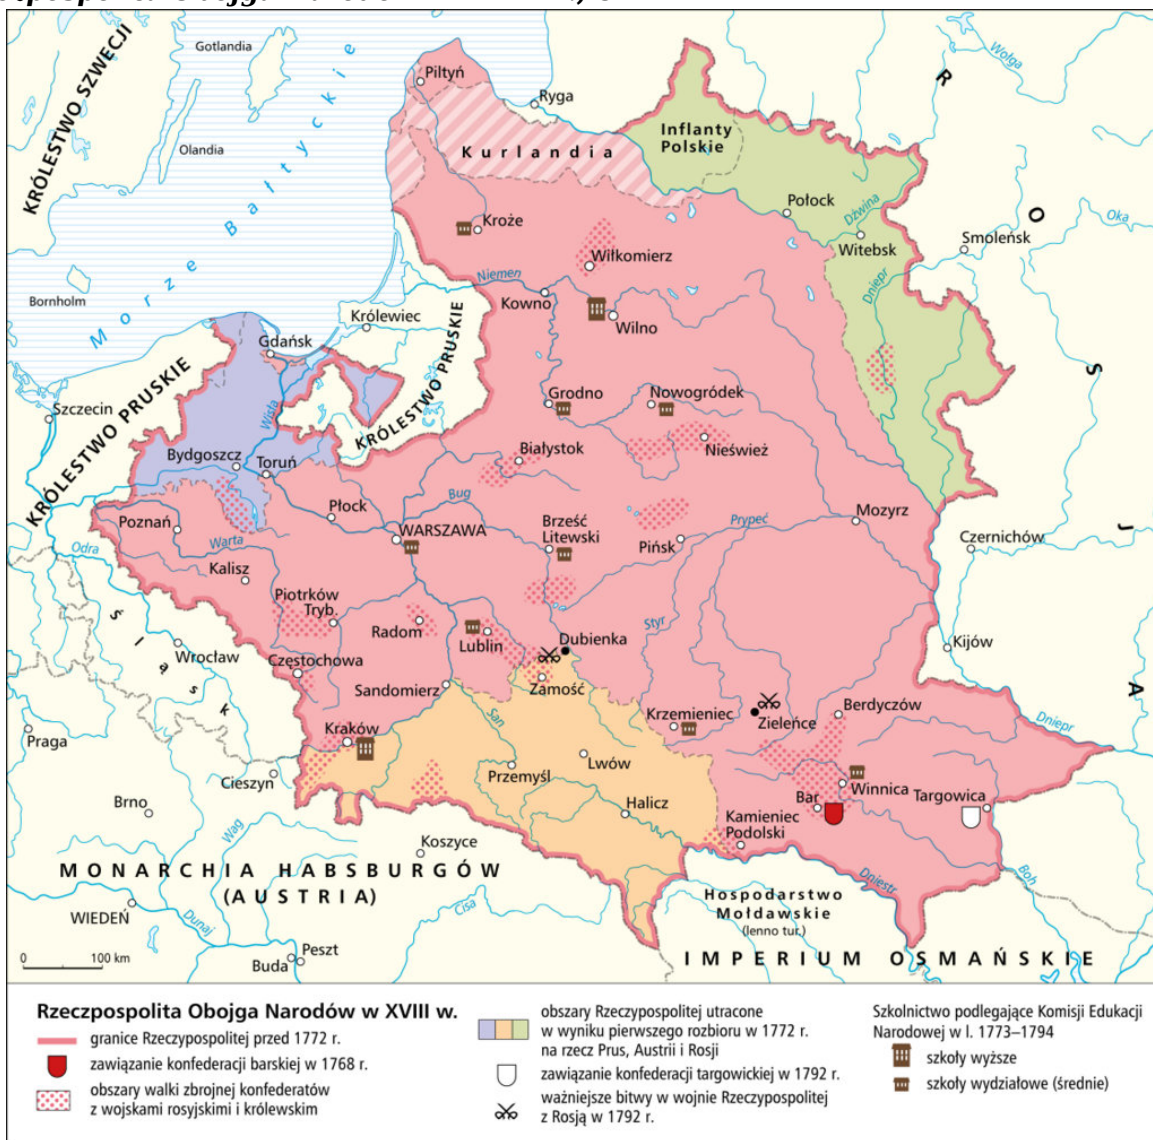 KRÓLESTWO SZWECJI
Gotlandia
Olandia
Bornholm
Morze Bałtyckie
Piltyń
Ryga
Kurlandia
Inflanty
Polskie
Wołga
ROSJA
Oka
Połock
Dźwina
Witebsk
Smoleńsk
Dniepr
Kroże
Wiłkomierz
Niemen
Kowno
Wilno
Królewiec
KRÓLESTWO PRUSKIE
Gdańsk
KRÓLESTWO PRUSKIE
Szczecin
Wisła
Grodno
Nowogródek
Białystok
Nieśwież
Bydgoszcz
Toruń
Płock
Bug
Poznań
WARSZAWA
Brześć
Litewski
Pińsk
Prypeć
Mozyrz
Czernichów
Odra
Warta
Kalisz
Piotrków
Tryb.
Radom
Lublin
Dubienka
Styr
Kijów
Śląsk
Wrocław
Częstochowa
Sandomierz
Zamość
Krzemieniec
Zieleńce
Berdyczów
Dniepr
Praga
Kraków
San
Cieszyn
Przemyśl
Lwów
Winnica
Bar
Targowica
Brno
Wag
Halicz
Kamieniec
Podolski
Koszyce
MONARCHIA HABSBURGÓW
(AUSTRIA)
Dniestr
Boh
WIEDEŃ
Dunaj
Cisa
Hospodarstwo
Mołdawskie
(lenno tur.)
Peszt
Buda
IMPERIUM OSMAŃSKIE
0 100 km
Rzeczpospolita Obojga Narodów w XVIII w.
granice Rzeczypospolitej przed 1772 r.
zawiązanie konfederacji barskiej w 1768 r.
obszary walki zbrojnej konfederatów
z wojskami rosyjskimi i królewskim
obszary Rzeczypospolitej utracone
w wyniku pierwszego rozbioru w 1772 r.
na rzecz Prus, Austrii i Rosji
zawiązanie konfederacji targowickiej w 1792 r.
ważniejsze bitwy w wojnie Rzeczypospolitej
z Rosją w 1792 r.
Szkolnictwo podlegające Komisji Edukacji
Narodowej w l. 1773–1794
szkoły wyższe
szkoły wydziałowe (średnie)